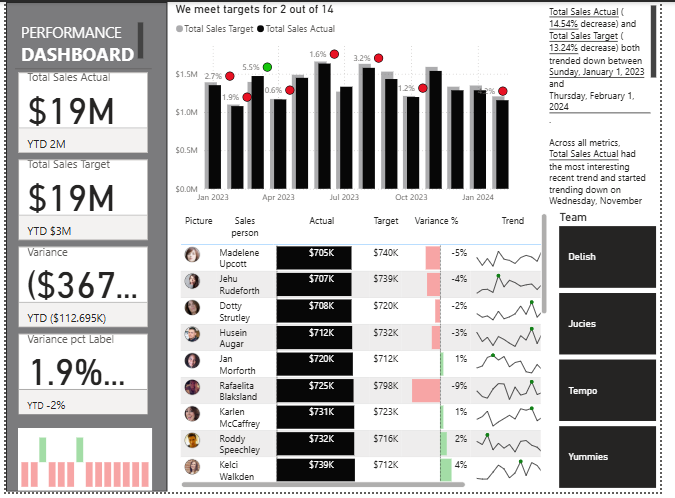 PERFORMANCE
DASHBOARD
Total Sales Actual
$19M
YTD 2M
Total Sales Target
$19M
YTD $3M
Variance
($367...
YTD ($112.695K)
Variance pct Label
1.9%...
YTD -2%
We meet targets for 2 out of 14
Total Sales Target Total Sales Actual
$1.5M
$1.0M
$0.5M
$0.0M
2.7% 1.9% 5.5% 0.6% 1.6% 3.2% 1.2%
Jan 2023 Apr 2023 Jul 2023 Oct 2023 Jan 2024
Picture Sales person Actual Target Variance % Trend
Madelene Upcott $705K $740K -5%
Jehu Rudeforth $707K $739K -4%
Dotty Strutley $708K $720K -2%
Husein Augar $712K $732K -3%
Jan Morforth $720K $712K 1%
Rafaelita Blaksland $725K $798K -9%
Karlen McCaffrey $731K $723K 1%
Roddy Speechley $732K $716K 2%
Kelci Walkden $739K $712K 4%
Total Sales Actual (
14.54% decrease) and
Total Sales Target (
13.24% decrease) both
trended down between
Sunday, January 1, 2023
and
Thursday, February 1,
2024
.
Across all metrics,
Total Sales Actual had
the most interesting
recent trend and started
trending down on
Wednesday, November
Team
Delish
Jucies
Tempo
Yummies